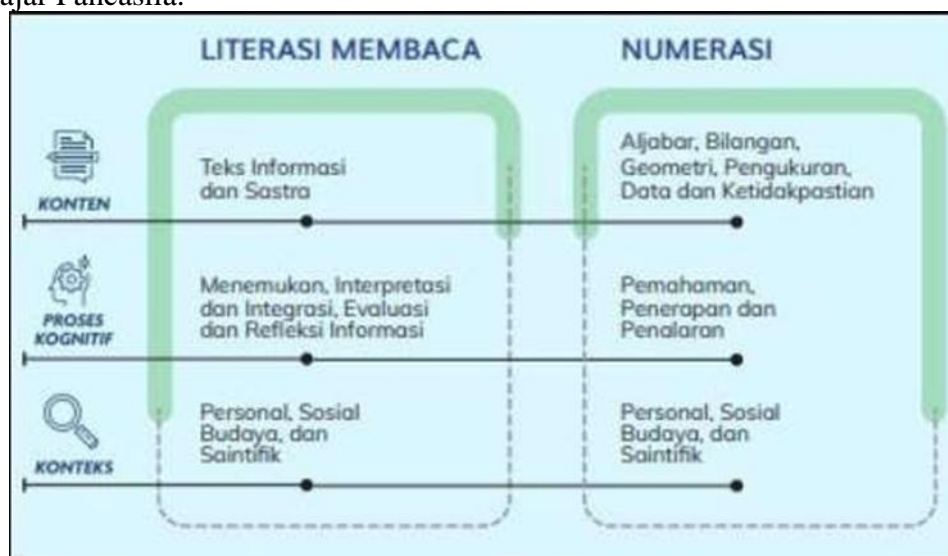 ajar Pancasila.
LITERASI MEMBACA
NUMERASI
KONTEN
Teks Informasi
dan Sastra
Aljabar, Bilangan,
Geometri, Pengukuran,
Data dan Ketidakpastian
PROSES
KOGNITIF
Menemukan, Interpretasi
dan Integrasi, Evaluasi
dan Refleksi Informasi
Pemahaman,
Penerapan dan
Penalaran
KONTEKS
Personal, Sosial
Budaya, dan
Saintifik
Personal, Sosial
Budaya, dan
Saintifik